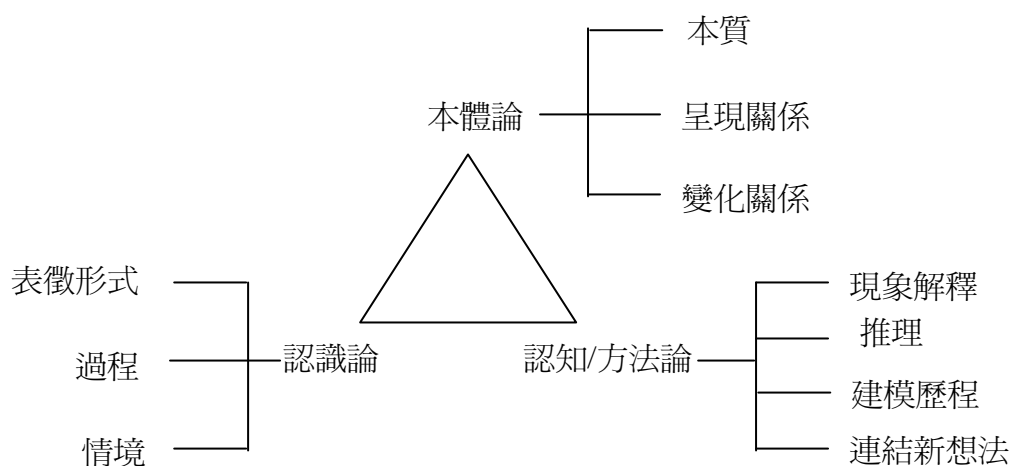 本質
本體論
呈現關係
變化關係
表徵形式
過程
情境
認識論
認知/方法論
現象解釋
推理
建模歷程
連結新想法